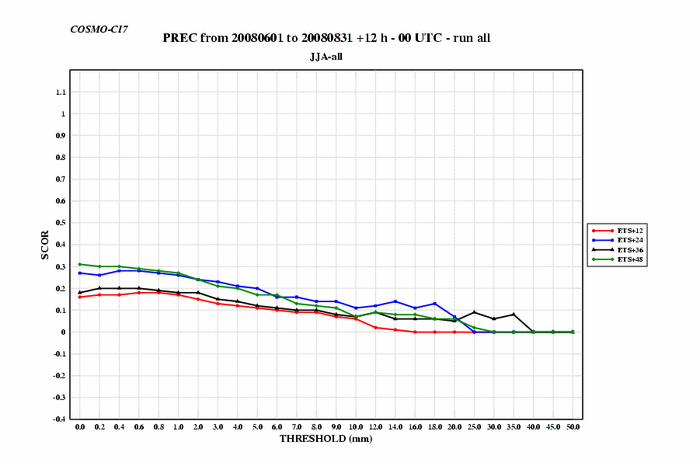 COSMO-CI7
PREC from 20080601 to 20080831 +12 h - 00 UTC - run all
JJA-all
1.1
1
0.9
0.8
0.7
0.6
0.5
0.4
0.3
0.2
0.1
0
-0.1
-0.2
-0.3
-0.4
SCOR
ETS+12
ETS+24
ETS+36
ETS+48
0.0 0.2 0.4 0.6 0.8 1.0 2.0 3.0 4.0 5.0 6.0 7.0 8.0 9.0 10.0 12.0 14.0 16.0 18.0 20.0 25.0 30.0 35.0 40.0 45.0 50.0
THRESHOLD (mm)